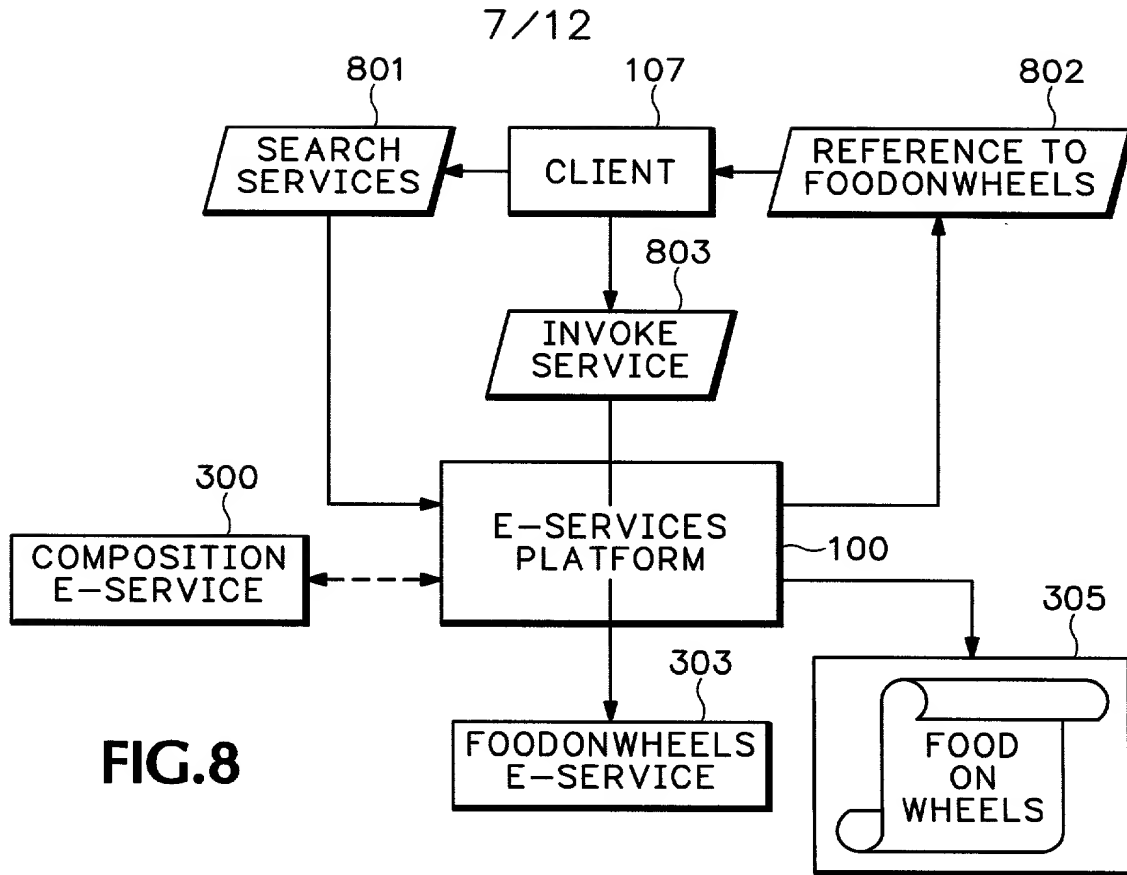 7/12
801
107
802
SEARCH
SERVICES
CLIENT
REFERENCE TO
FOODONWHEELS
803
INVOKE
SERVICE
300
COMPOSITION
E-SERVICE
E-SERVICES
PLATFORM
100
305
303
FOODONWHEELS
E-SERVICE
FOOD
ON
WHEELS
FIG.8